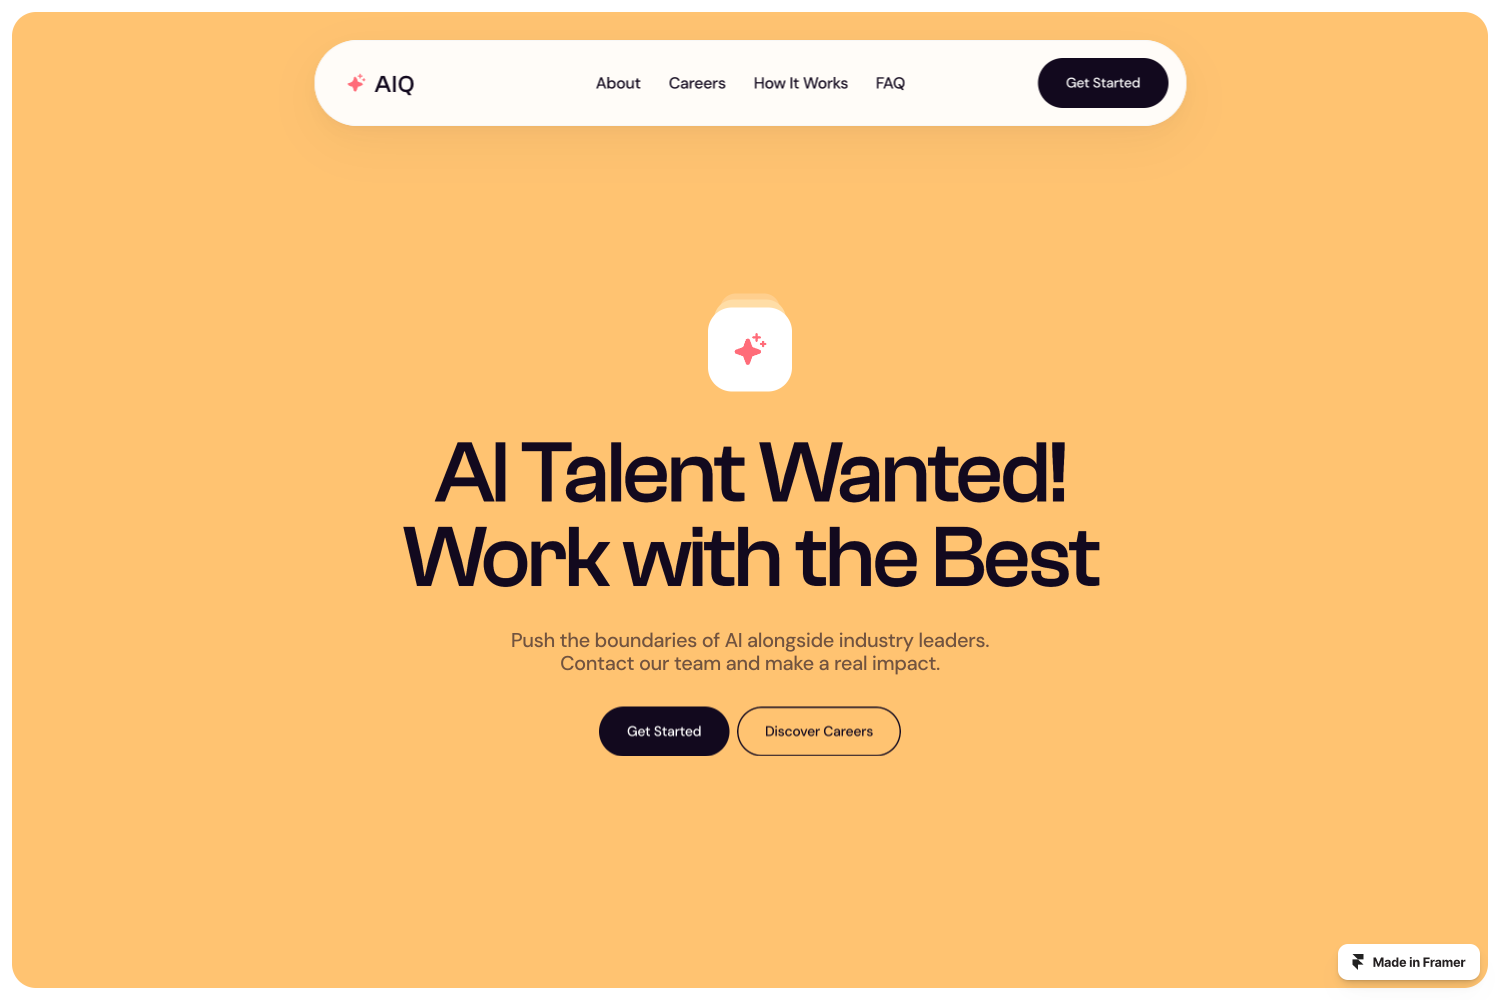 AIQ
About
Careers
How It Works
FAQ
Get Started
AI Talent Wanted!
Work with the Best
Push the boundaries of AI alongside industry leaders.
Contact our team and make a real impact.
Get Started
Discover Careers
Made in Framer